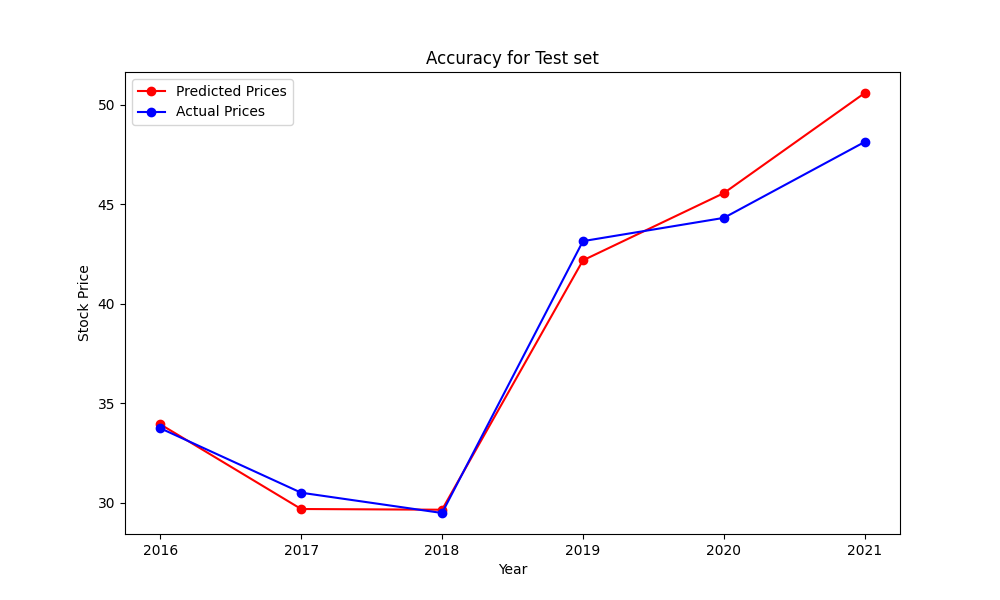 Accuracy for Test set
Predicted Prices
Actual Prices
50
45
40
35
30
Stock Price
2016 2017 2018 2019 2020 2021
Year